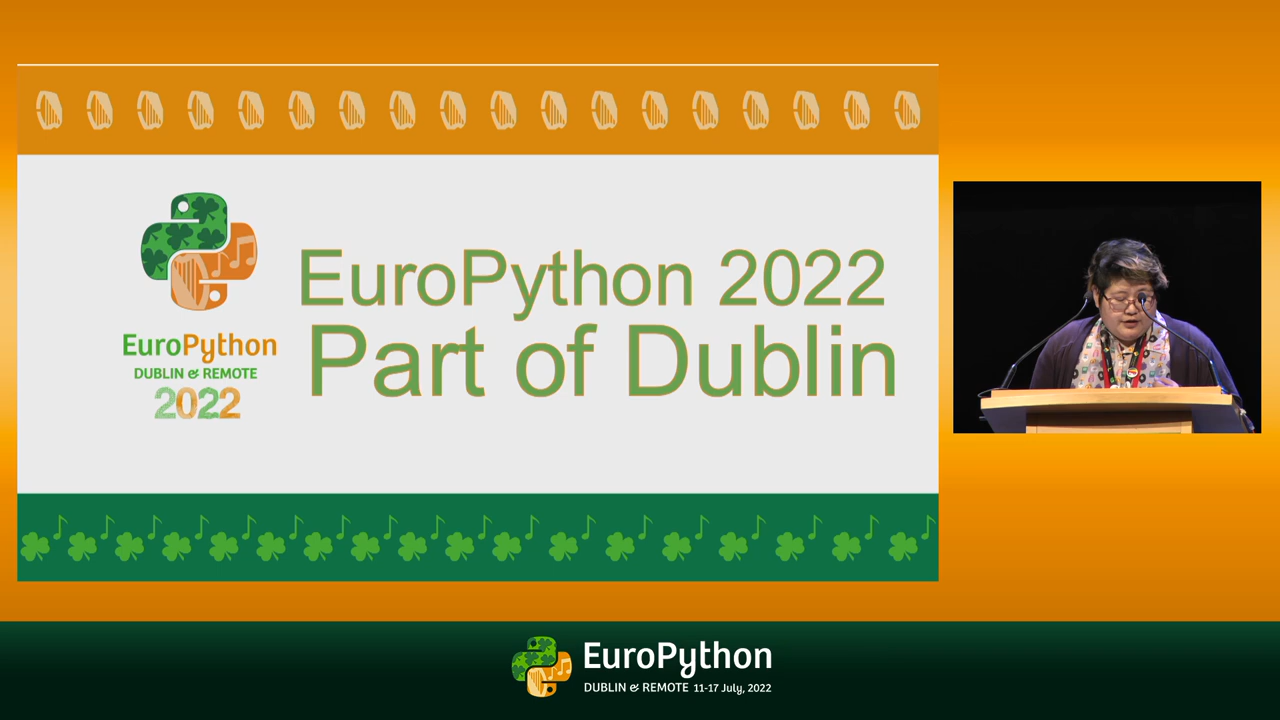 EuroPython 2022
Part of Dublin
EuroPython
DUBLIN & REMOTE
2022
EuroPython
DUBLIN & REMOTE 11-17 July, 2022